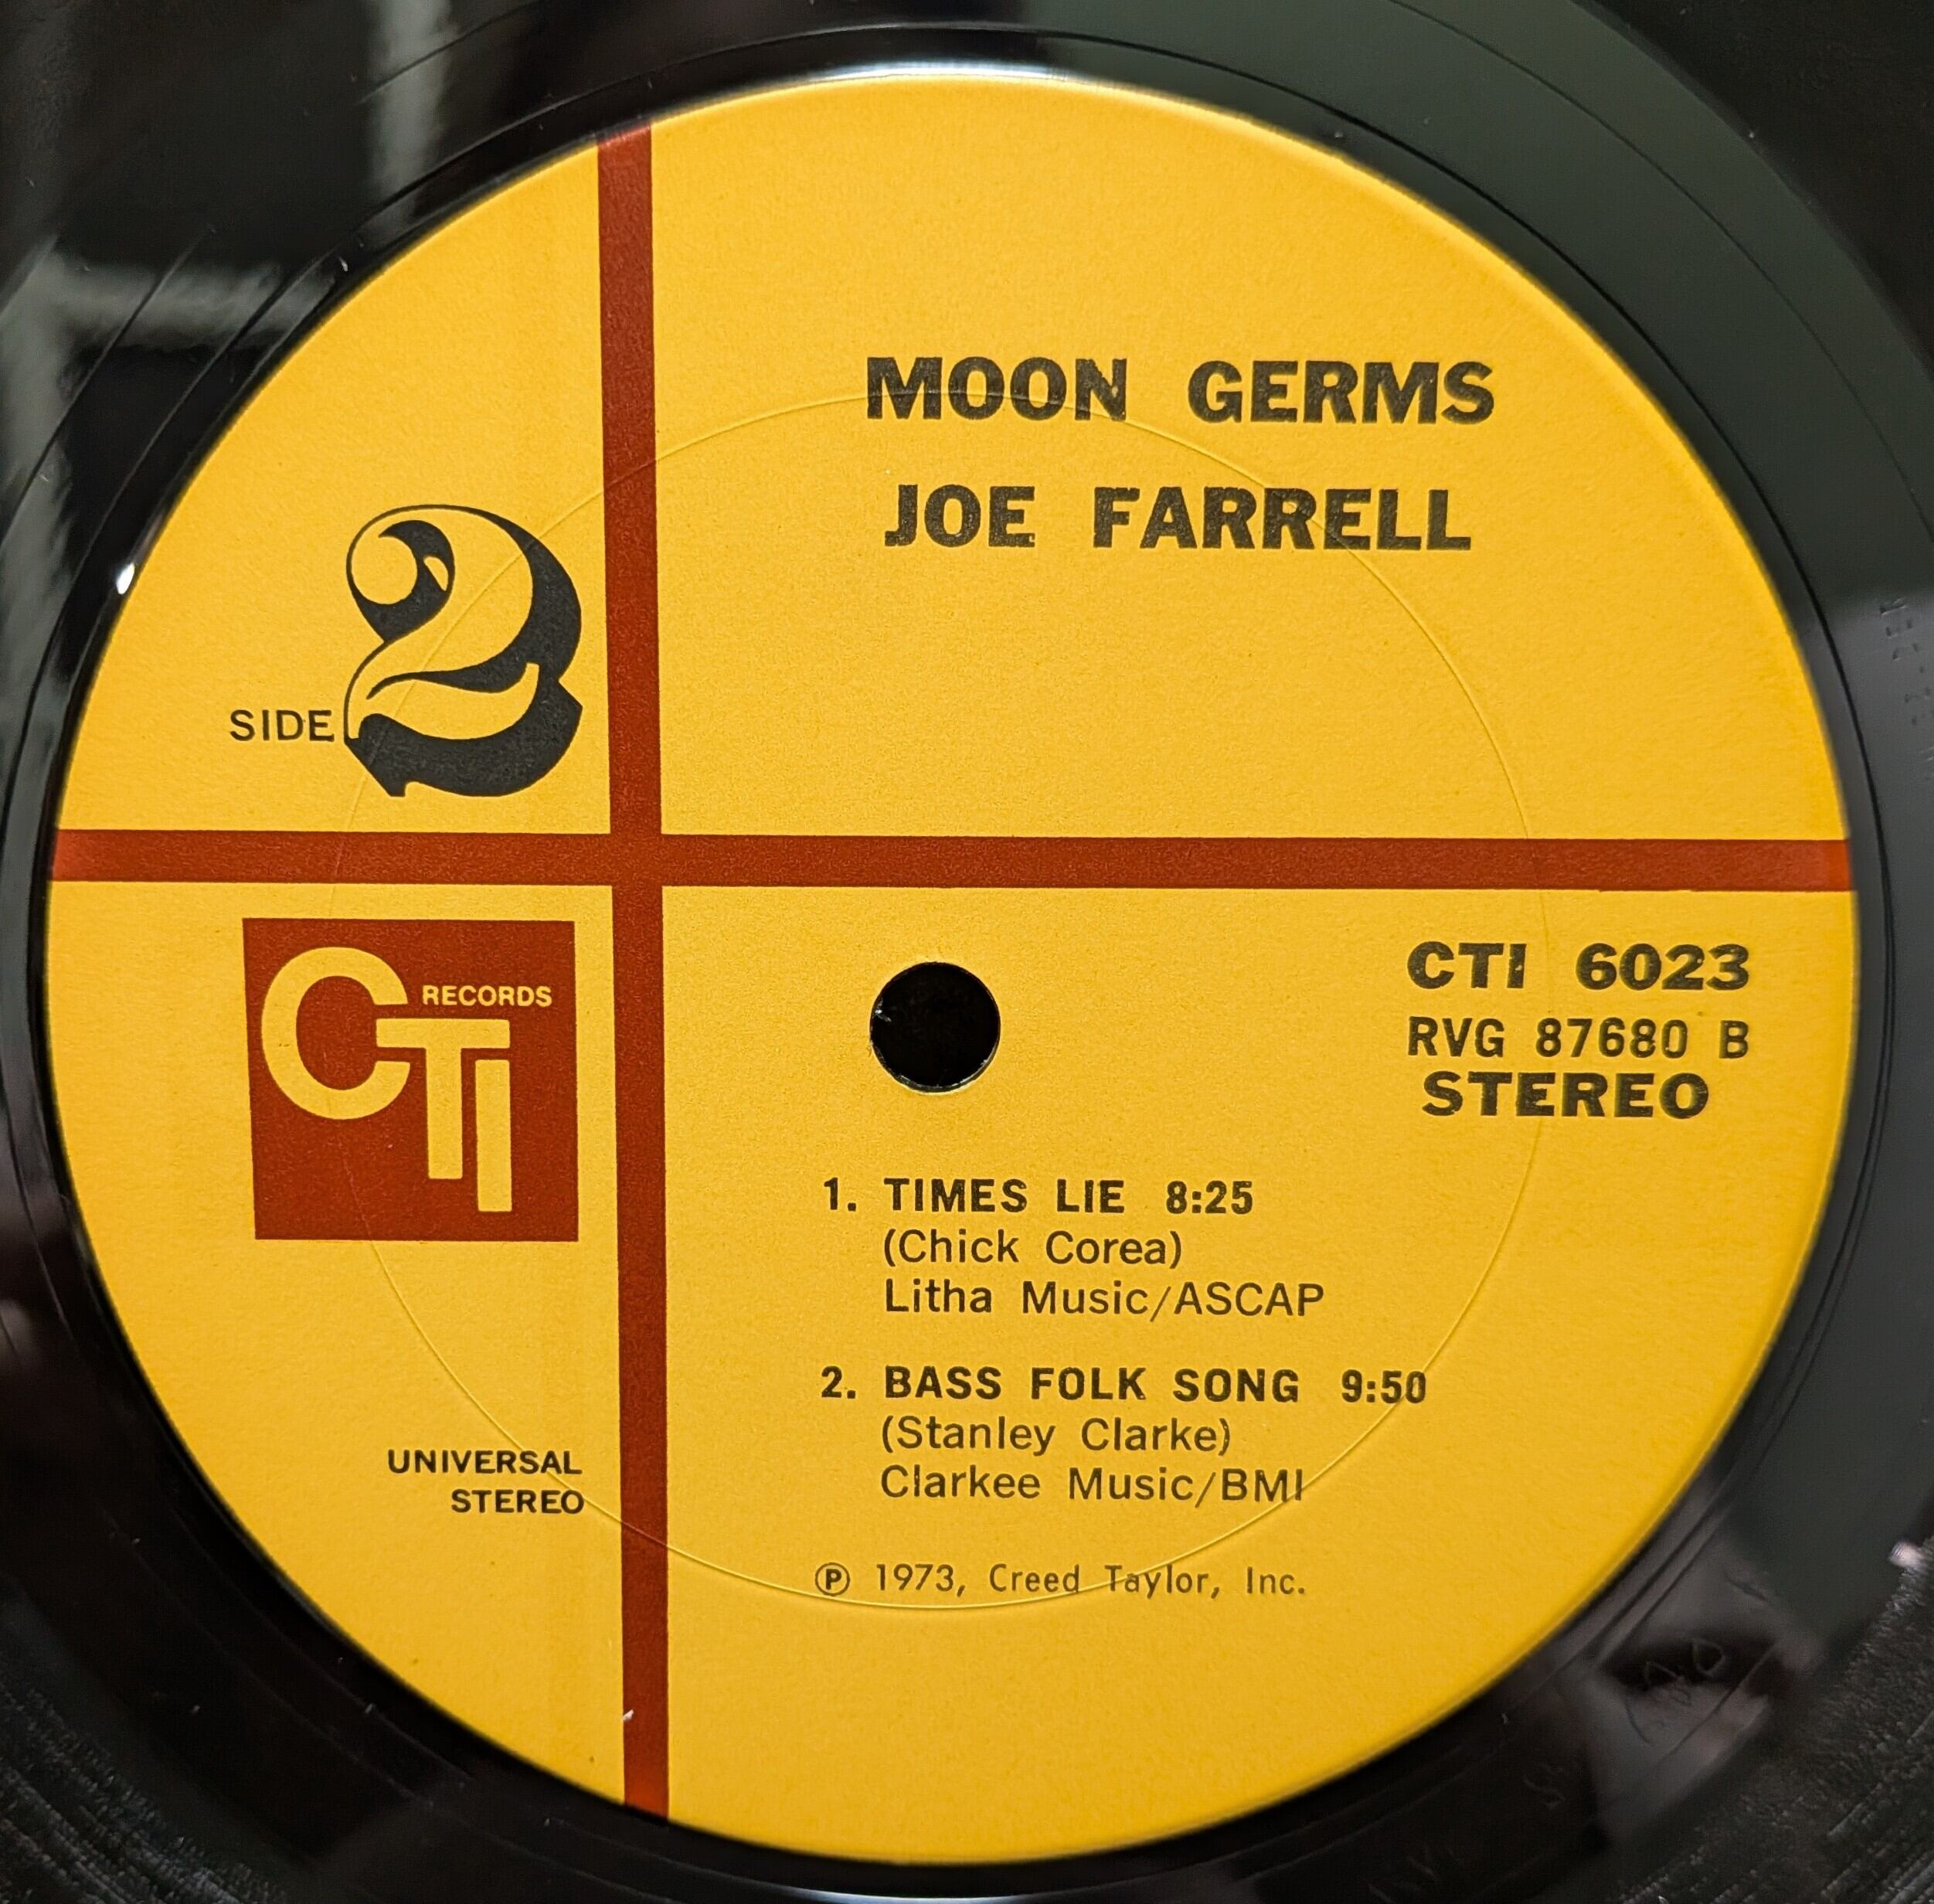 MOON GERMS
JOE FARRELL
SIDE 2
CTI RECORDS
CTI 6023
RVG 87680 B
STEREO
1. TIMES LIE 8:25
(Chick Corea)
Litha Music/ASCAP
2. BASS FOLK SONG 9:50
(Stanley Clarke)
Clarkee Music/BMI
UNIVERSAL
STEREO
℗ 1973, Creed Taylor, Inc.